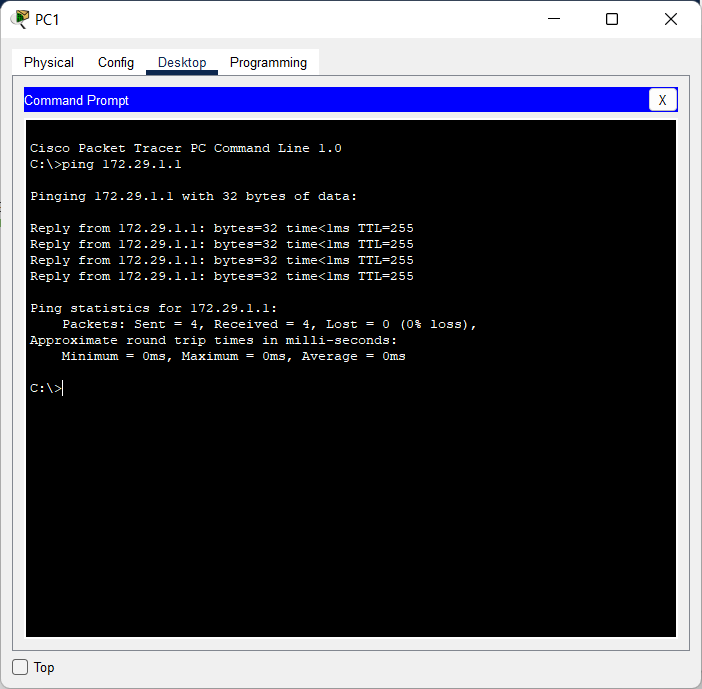 PC1
Physical Config Desktop Programming
Command Prompt X
Cisco Packet Tracer PC Command Line 1.0
C:\>ping 172.29.1.1
Pinging 172.29.1.1 with 32 bytes of data:
Reply from 172.29.1.1: bytes=32 time<1ms TTL=255
Reply from 172.29.1.1: bytes=32 time<1ms TTL=255
Reply from 172.29.1.1: bytes=32 time<1ms TTL=255
Reply from 172.29.1.1: bytes=32 time<1ms TTL=255
Ping statistics for 172.29.1.1:
Packets: Sent = 4, Received = 4, Lost = 0 (0% loss),
Approximate round trip times in milli-seconds:
Minimum = 0ms, Maximum = 0ms, Average = 0ms
C:\>
Top